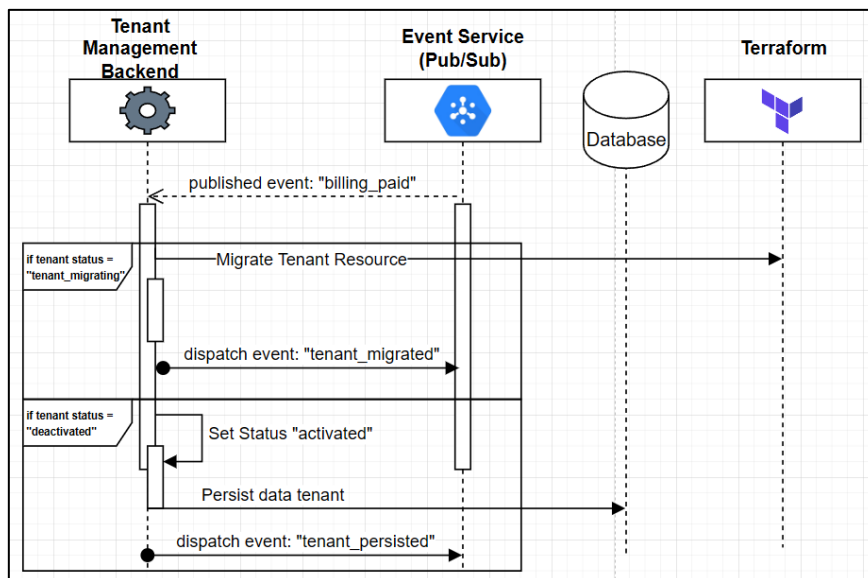 Tenant
Management
Backend
Event Service
(Pub/Sub)
Terraform
Database
published event: "billing_paid"
if tenant status =
"tenant_migrating"
Migrate Tenant Resource
dispatch event: "tenant_migrated"
if tenant status =
"deactivated"
Set Status "activated"
Persist data tenant
dispatch event: "tenant_persisted"